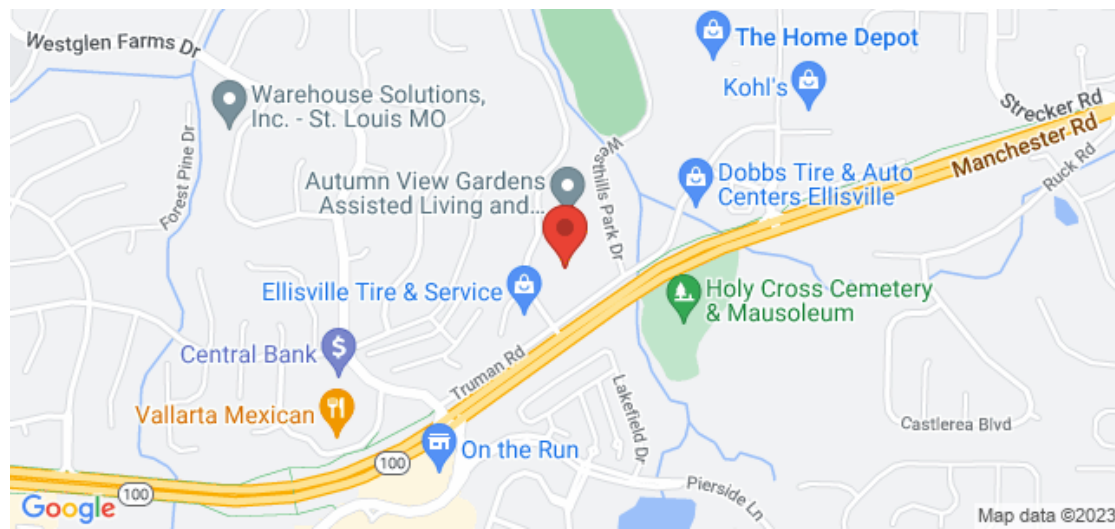 Westglen Farms Dr
The Home Depot
Kohl's
Strecker Rd
Manchester Rd
Ruck Rd
Warehouse Solutions,
Inc. - St. Louis MO
Forest Pine Dr
Westhills Park Dr
Autumn View Gardens
Assisted Living and...
Dobbs Tire & Auto
Centers Ellisville
Ellisville Tire & Service
Holy Cross Cemetery
& Mausoleum
Central Bank
Truman Rd
Vallarta Mexican
Lakefield Dr
Castlerea Blvd
On the Run
100
100
Pierside Ln
Google
Map data ©2023